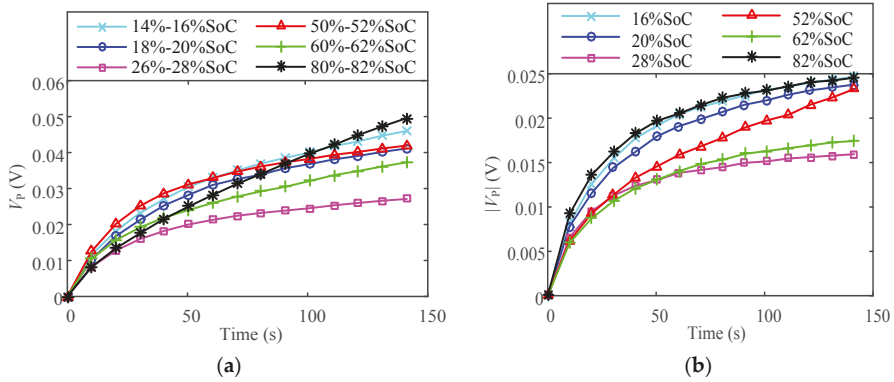 14%-16%SoC 50%-52%SoC
18%-20%SoC 60%-62%SoC
26%-28%SoC 80%-82%SoC
0.06
0.05
0.04
0.03
0.02
0.01
0
VP (V)
0 50 100 150
Time (s)
(a)
16%SoC 52%SoC
20%SoC 62%SoC
28%SoC 82%SoC
0.025
0.02
0.015
0.01
0.005
0
|VP| (V)
0 50 100 150
Time (s)
(b)